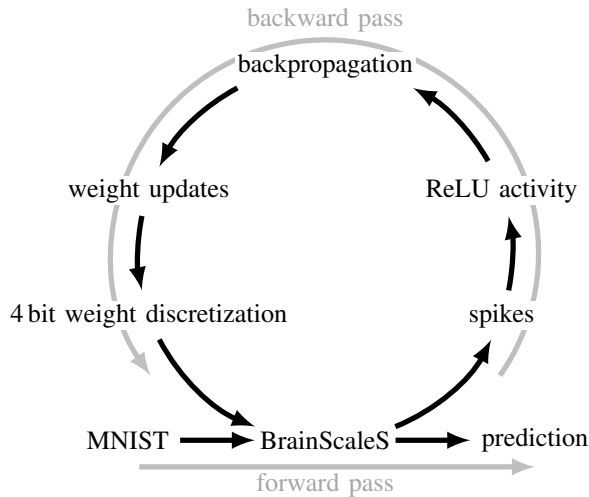 backward pass
backpropagation
weight updates
ReLU activity
4 bit weight discretization
spikes
MNIST
BrainScaleS
prediction
forward pass